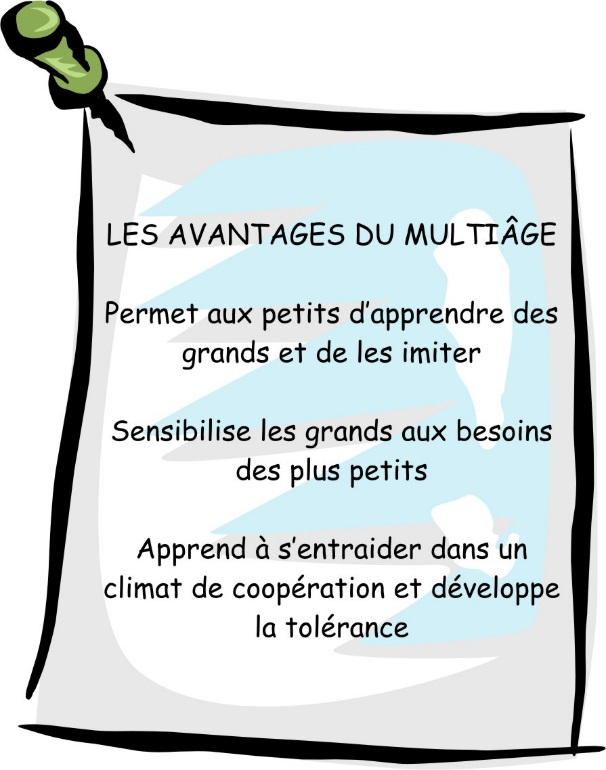 LES AVANTAGES DU MULTIÂGE
Permet aux petits d'apprendre des
grands et de les imiter
Sensibilise les grands aux besoins
des plus petits
Apprend à s'entraider dans un
climat de coopération et développe
la tolérance